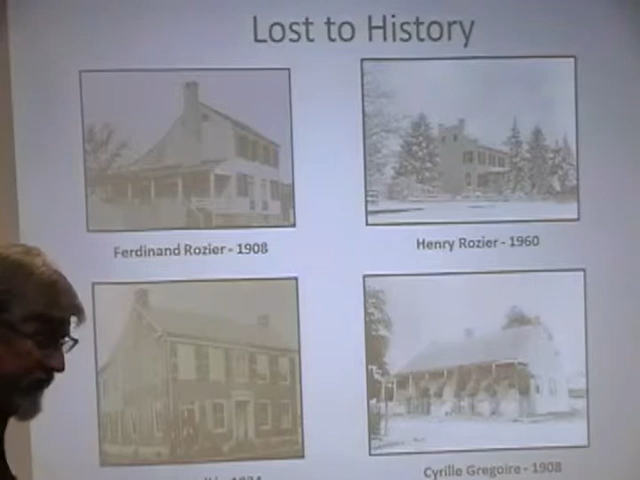 Lost to History
Ferdinand Rozier - 1908
Henry Rozier - 1960
Cyrille Gregoire - 1908